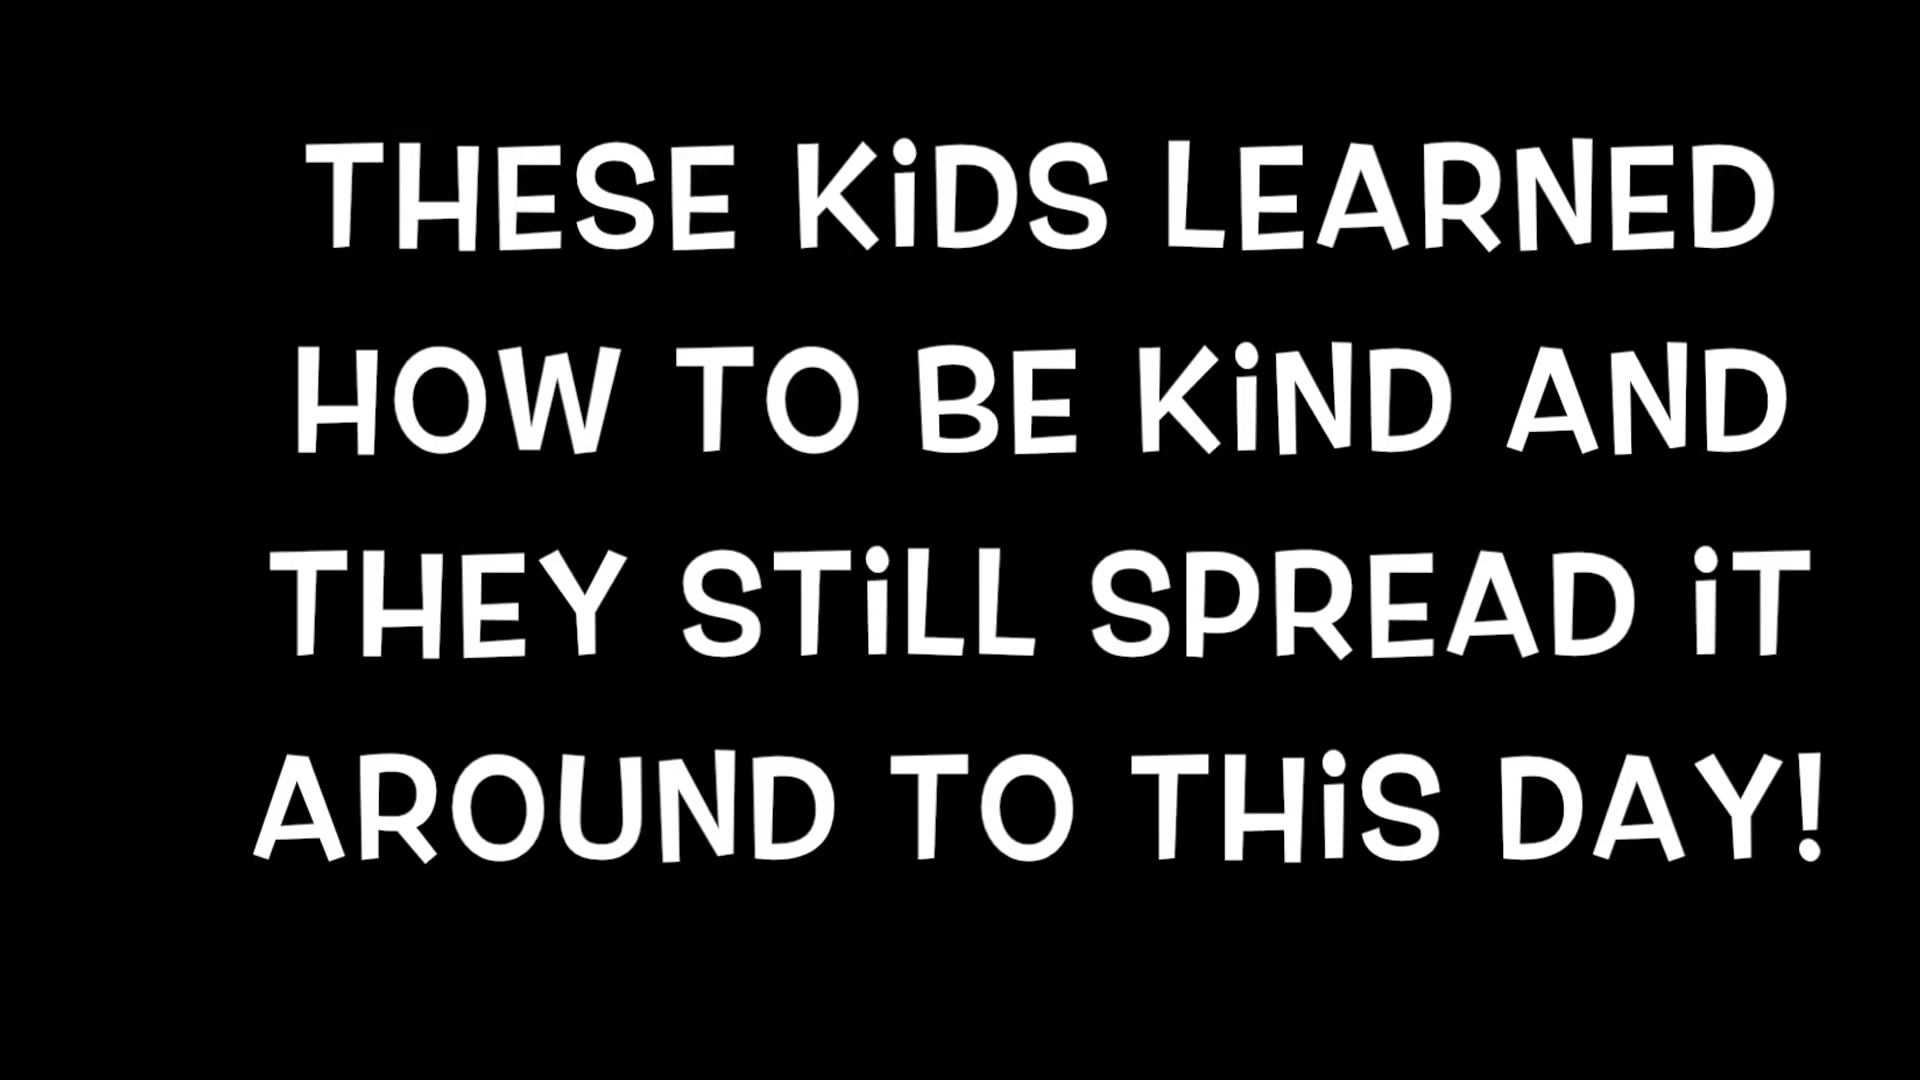 THESE KiDS LEARNED
HOW TO BE KiND AND
THEY STiLL SPREAD iT
AROUND TO THiS DAY!